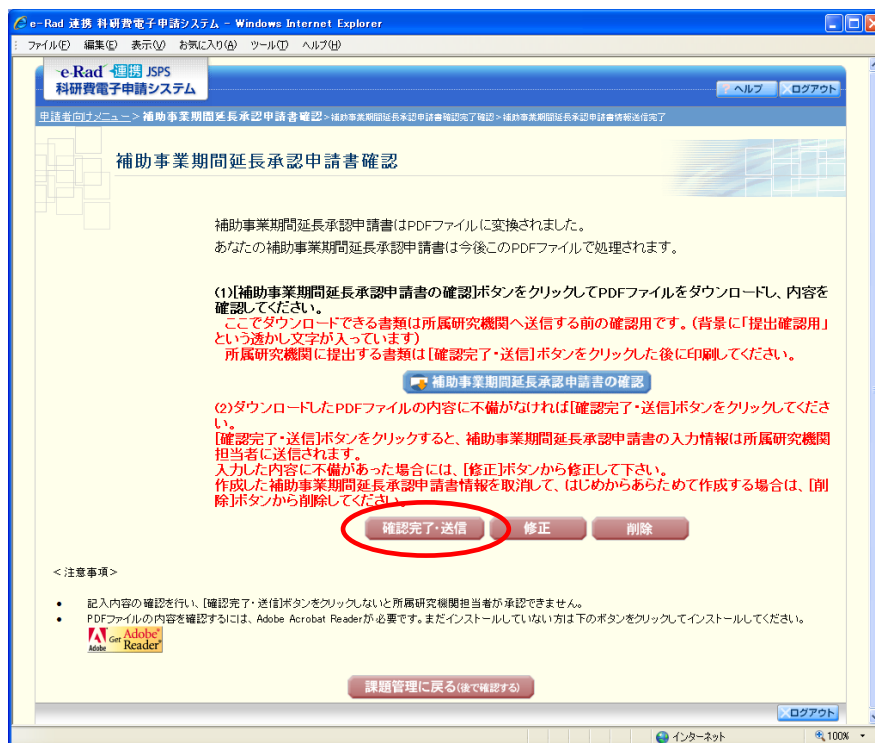 e-Rad 連携 科研費電子申請システム - Windows Internet Explorer
ファイル(F) 編集(E) 表示(V) お気に入り(A) ツール(T) ヘルプ(H)
e-Rad 連携 JSPS
科研費電子申請システム
? ヘルプ ログアウト
申請者向けメニュー > 補助事業期間延長承認申請書確認 > 補助事業期間延長承認申請書確認完了確認 > 補助事業期間延長承認申請書情報送信完了
補助事業期間延長承認申請書確認
補助事業期間延長承認申請書はPDFファイルに変換されました。
あなたの補助事業期間延長承認申請書は今後このPDFファイルで処理されます。
(1)[補助事業期間延長承認申請書の確認]ボタンをクリックしてPDFファイルをダウンロードし、内容を
確認してください。
ここでダウンロードできる書類は所属研究機関へ送信する前の確認用です。(背景に「提出確認用」
という透かし文字が入っています)
所属研究機関に提出する書類は[確認完了・送信]ボタンをクリックした後に印刷してください。
補助事業期間延長承認申請書の確認
(2)ダウンロードしたPDFファイルの内容に不備がなければ[確認完了・送信]ボタンをクリックしてくださ
い。
[確認完了・送信]ボタンをクリックすると、補助事業期間延長承認申請書の入力情報は所属研究機関
担当者に送信されます。
入力した内容に不備があった場合には、[修正]ボタンから修正して下さい。
作成した補助事業期間延長承認申請書情報を取消して、はじめからあらためて作成する場合は、[削
除]ボタンから削除してください。
確認完了・送信 修正 削除
<注意事項>
• 記入内容の確認を行い、[確認完了・送信]ボタンをクリックしないと所属研究機関担当者が承認できません。
• PDFファイルの内容を確認するには、Adobe Acrobat Readerが必要です。まだインストールしていない方は下のボタンをクリックしてインストールしてください。
Adobe Get Adobe® Reader®
課題管理に戻る(後で確認する)
ログアウト
インターネット 100%